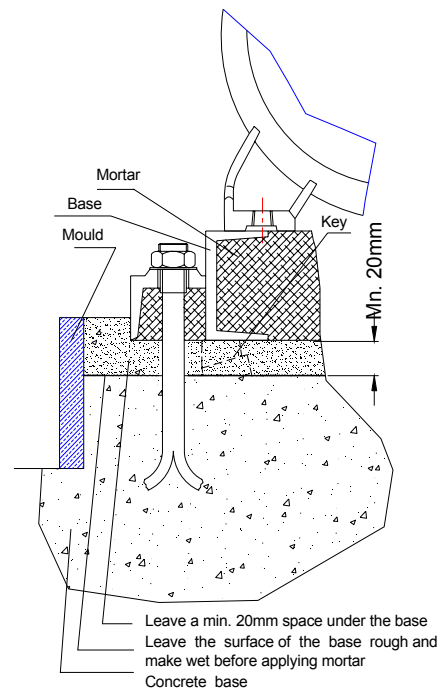 Mortar
Base
Mould
Key
Mn. 20mm
Leave a min. 20mm space under the base
Leave the surface of the base rough and
make wet before applying mortar
Concrete base